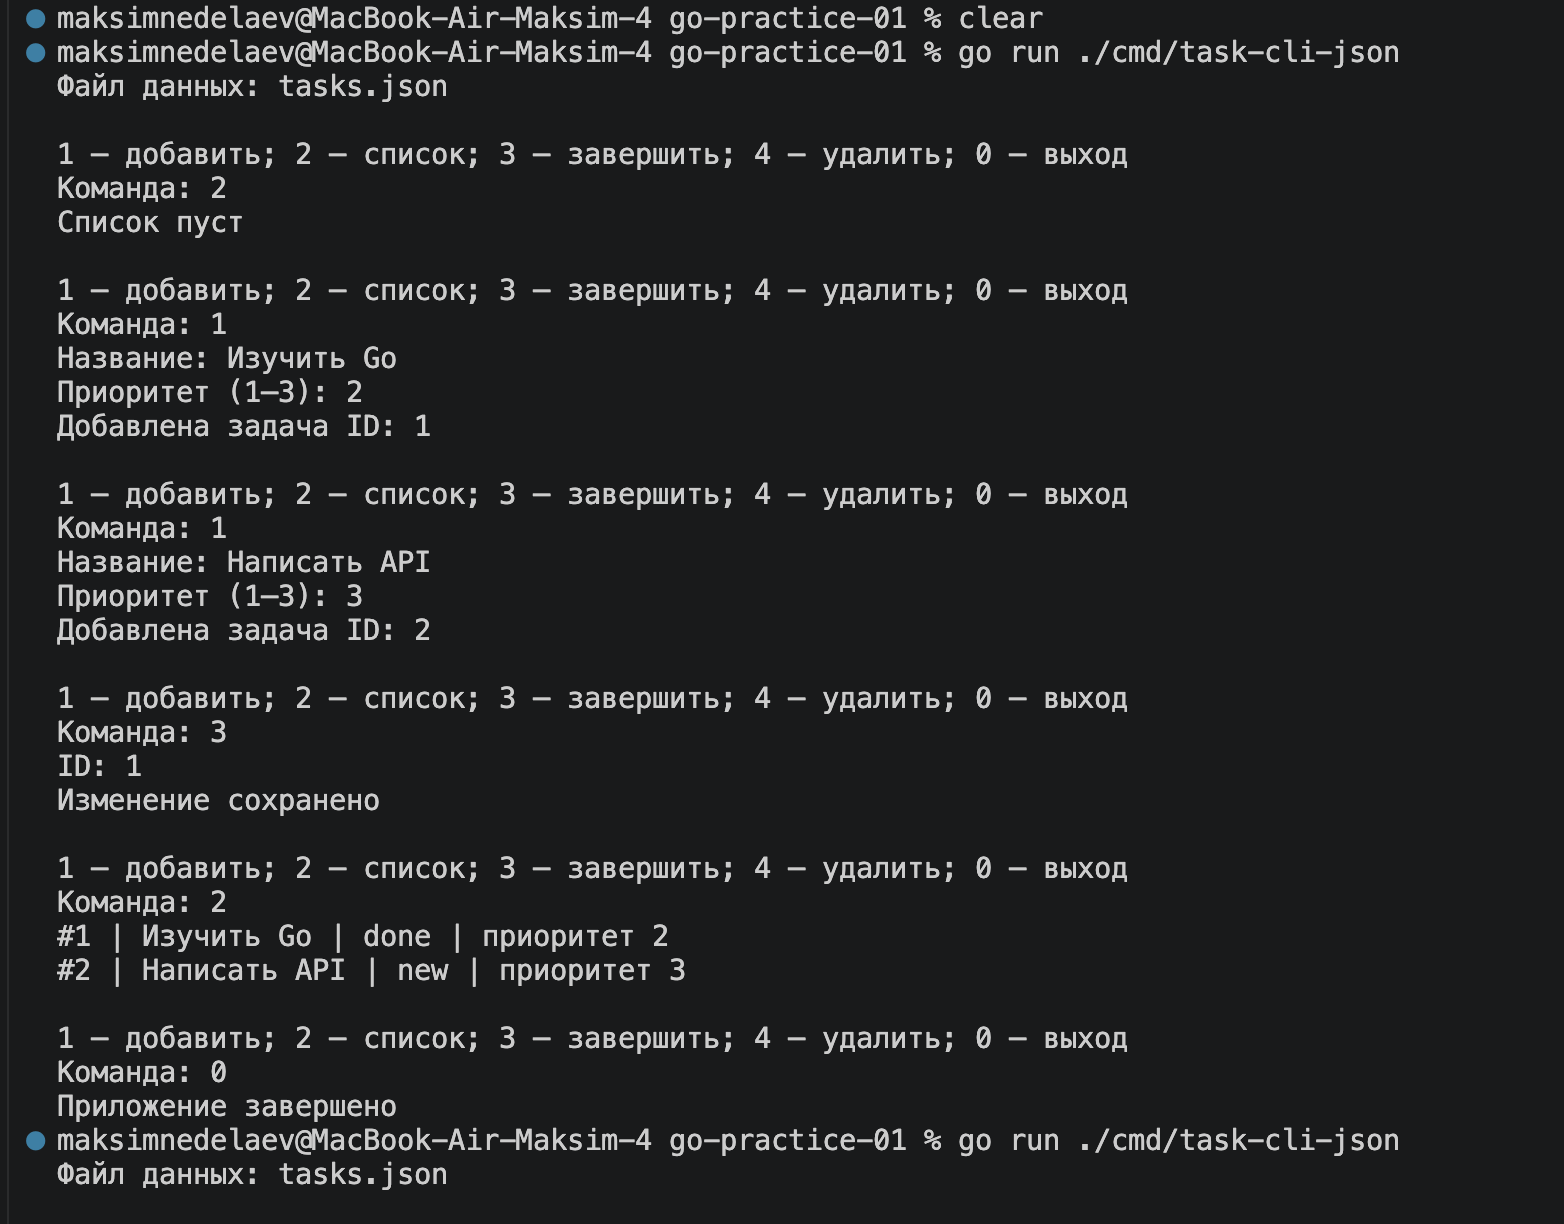 maksimnedelaev@MacBook-Air-Maksim-4 go-practice-01 % clear
maksimnedelaev@MacBook-Air-Maksim-4 go-practice-01 % go run ./cmd/task-cli-json
Файл данных: tasks.json
1 — добавить; 2 — список; 3 — завершить; 4 — удалить; 0 — выход
Команда: 2
Список пуст
1 — добавить; 2 — список; 3 — завершить; 4 — удалить; 0 — выход
Команда: 1
Название: Изучить Go
Приоритет (1–3): 2
Добавлена задача ID: 1
1 — добавить; 2 — список; 3 — завершить; 4 — удалить; 0 — выход
Команда: 1
Название: Написать API
Приоритет (1–3): 3
Добавлена задача ID: 2
1 — добавить; 2 — список; 3 — завершить; 4 — удалить; 0 — выход
Команда: 3
ID: 1
Изменение сохранено
1 — добавить; 2 — список; 3 — завершить; 4 — удалить; 0 — выход
Команда: 2
#1 | Изучить Go | done | приоритет 2
#2 | Написать API | new | приоритет 3
1 — добавить; 2 — список; 3 — завершить; 4 — удалить; 0 — выход
Команда: 0
Приложение завершено
maksimnedelaev@MacBook-Air-Maksim-4 go-practice-01 % go run ./cmd/task-cli-json
Файл данных: tasks.json